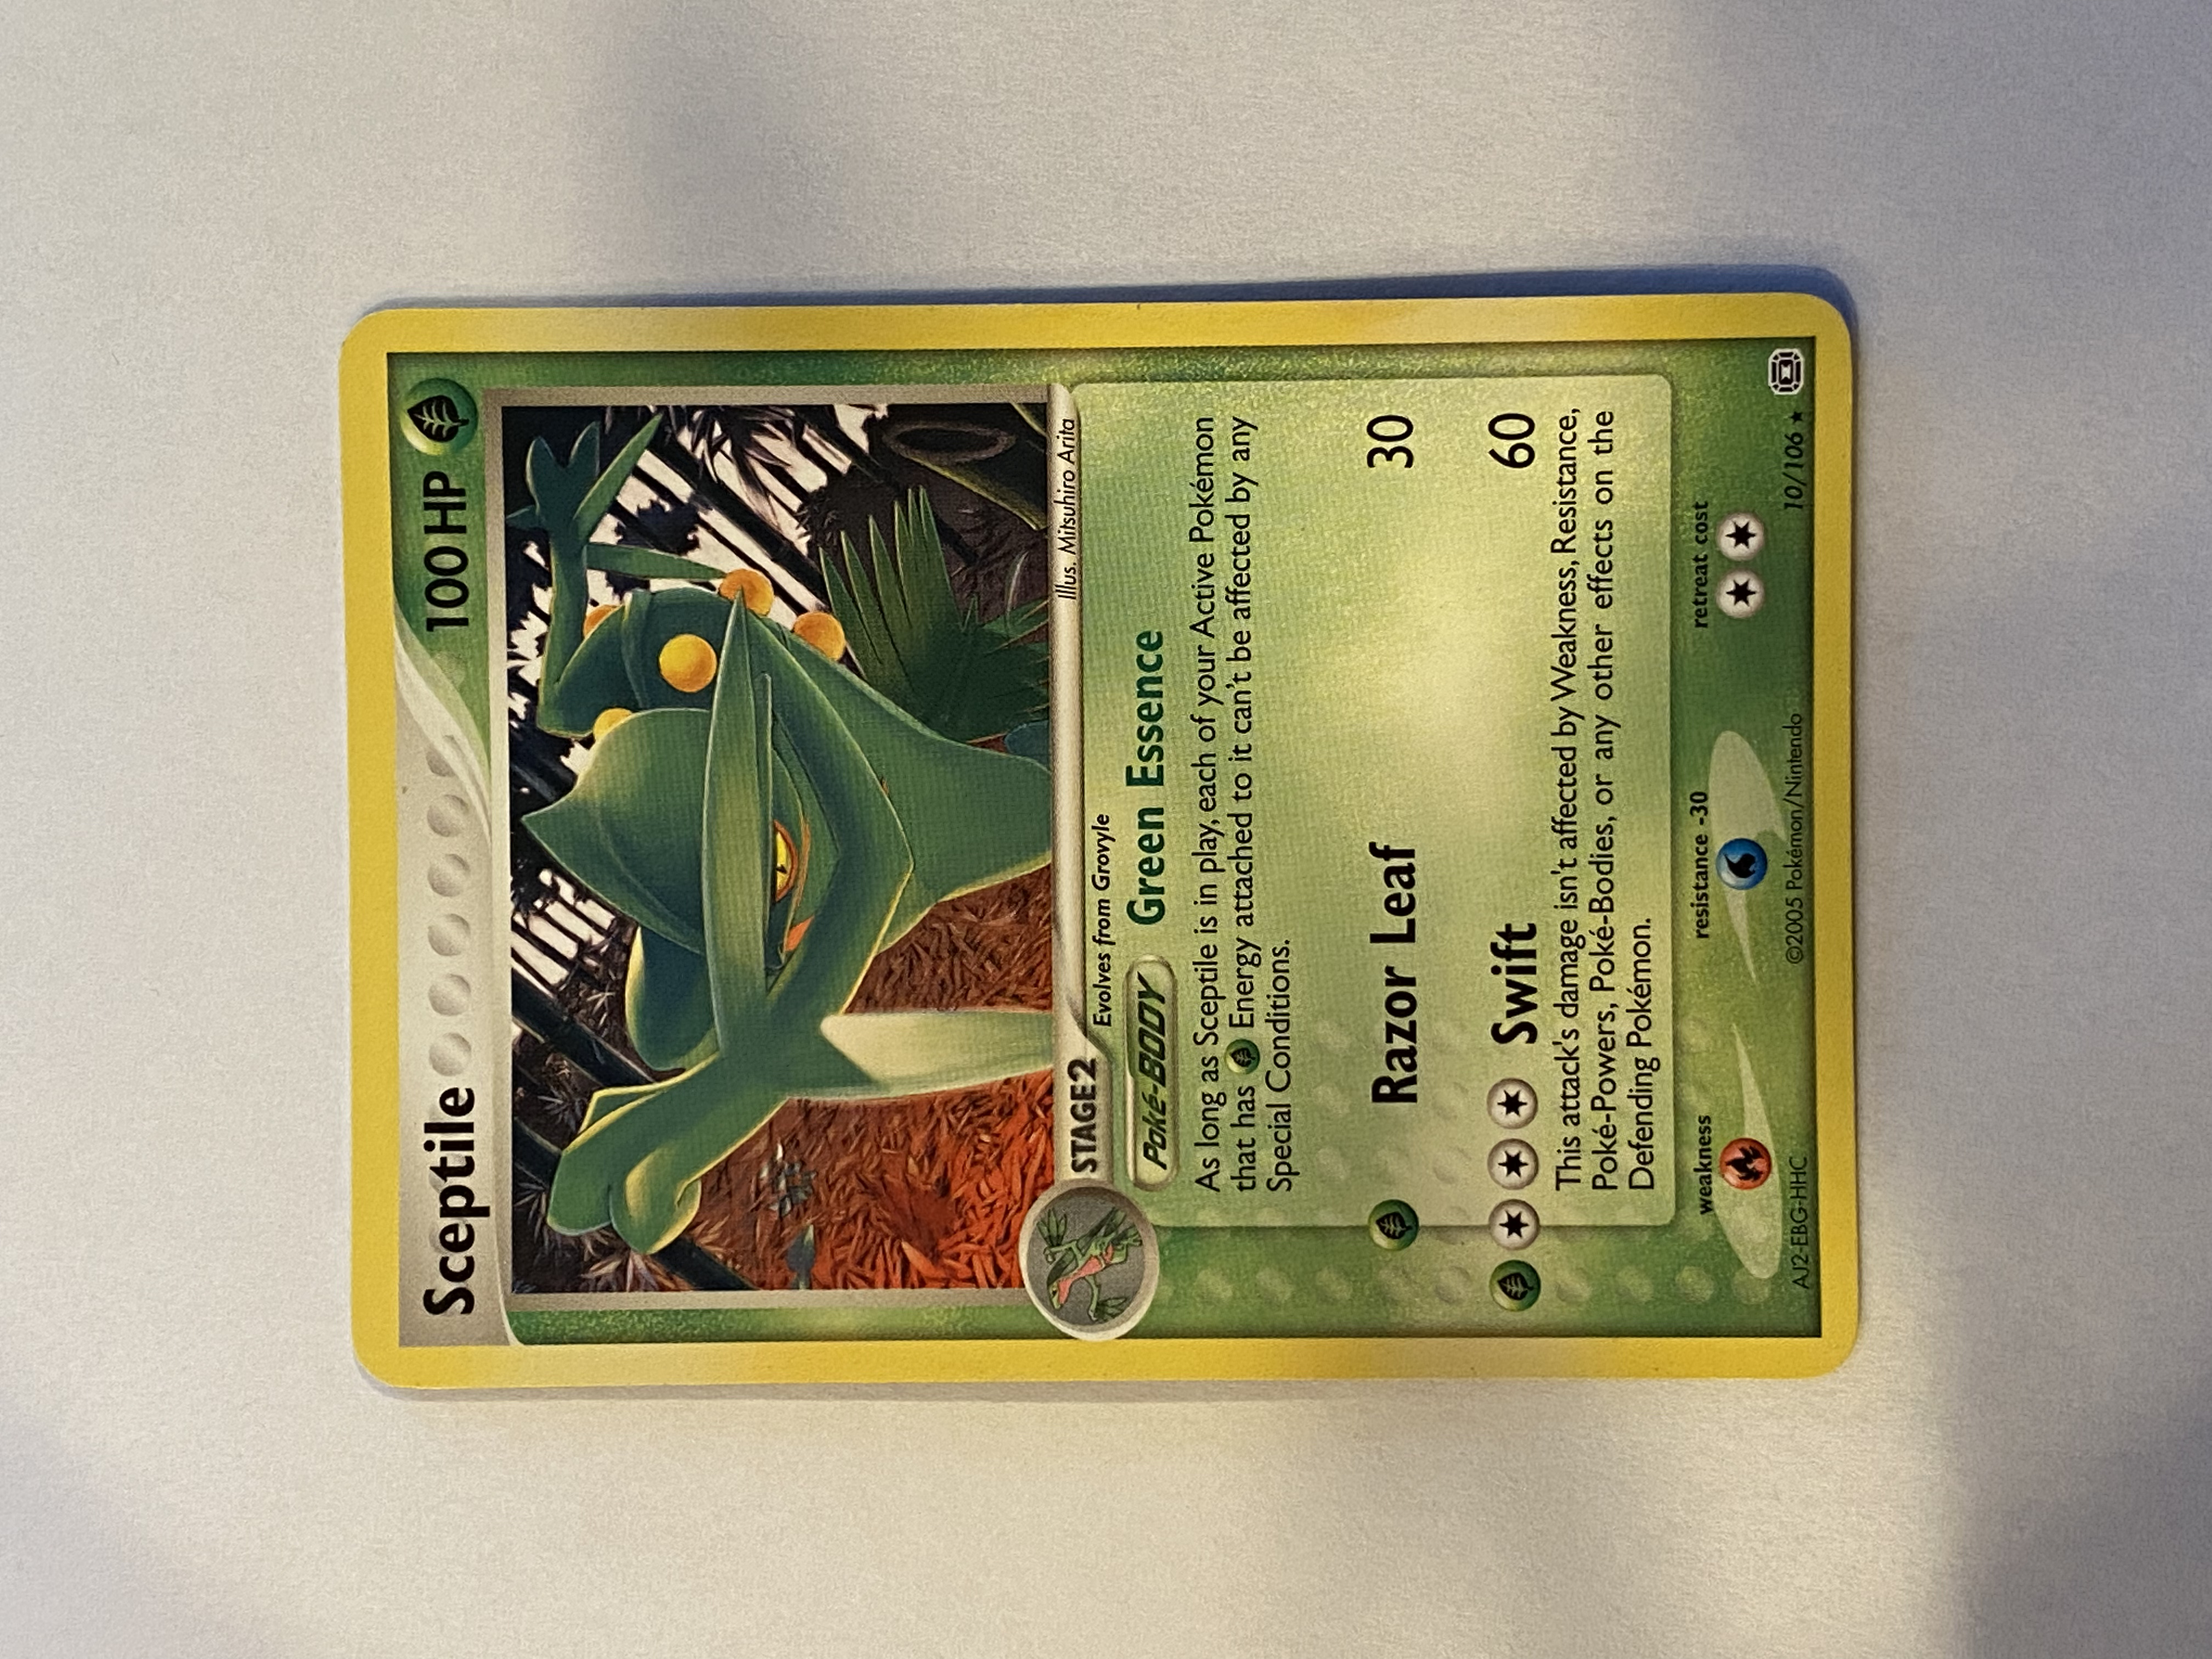 Sceptile 100 HP
Illus. Mitsuhiro Arita
STAGE2
Evolves from Grovyle
Poké-BODY Green Essence
As long as Sceptile is in play, each of your Active Pokémon
that has Energy attached to it can't be affected by any
Special Conditions.
Razor Leaf 30
Swift 60
This attack's damage isn't affected by Weakness, Resistance,
Poké-Powers, Poké-Bodies, or any other effects on the
Defending Pokémon.
weakness resistance -30 retreat cost
AJ2-EBG-HHC ©2005 Pokémon/Nintendo 10/106 ★